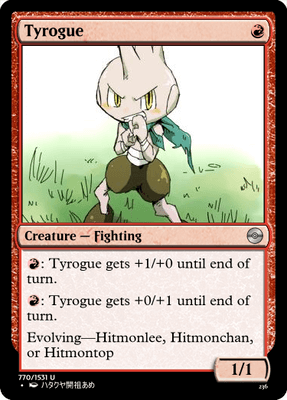 Tyrogue
Creature — Fighting
: Tyrogue gets +1/+0 until end of
turn.
: Tyrogue gets +0/+1 until end of
turn.
Evolving—Hitmonlee, Hitmonchan,
or Hitmontop
1/1
770/1531 U
ハタクヤ開祖あめ
236